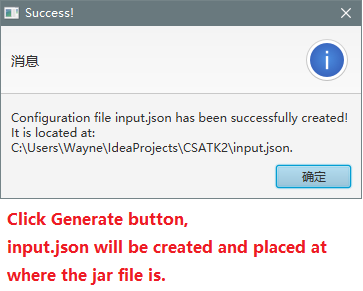 Success!
消息
Configuration file input.json has been successfully created!
It is located at:
C:\Users\Wayne\IdeaProjects\CSATK2\input.json.
确定
Click Generate button,
input.json will be created and placed at
where the jar file is.